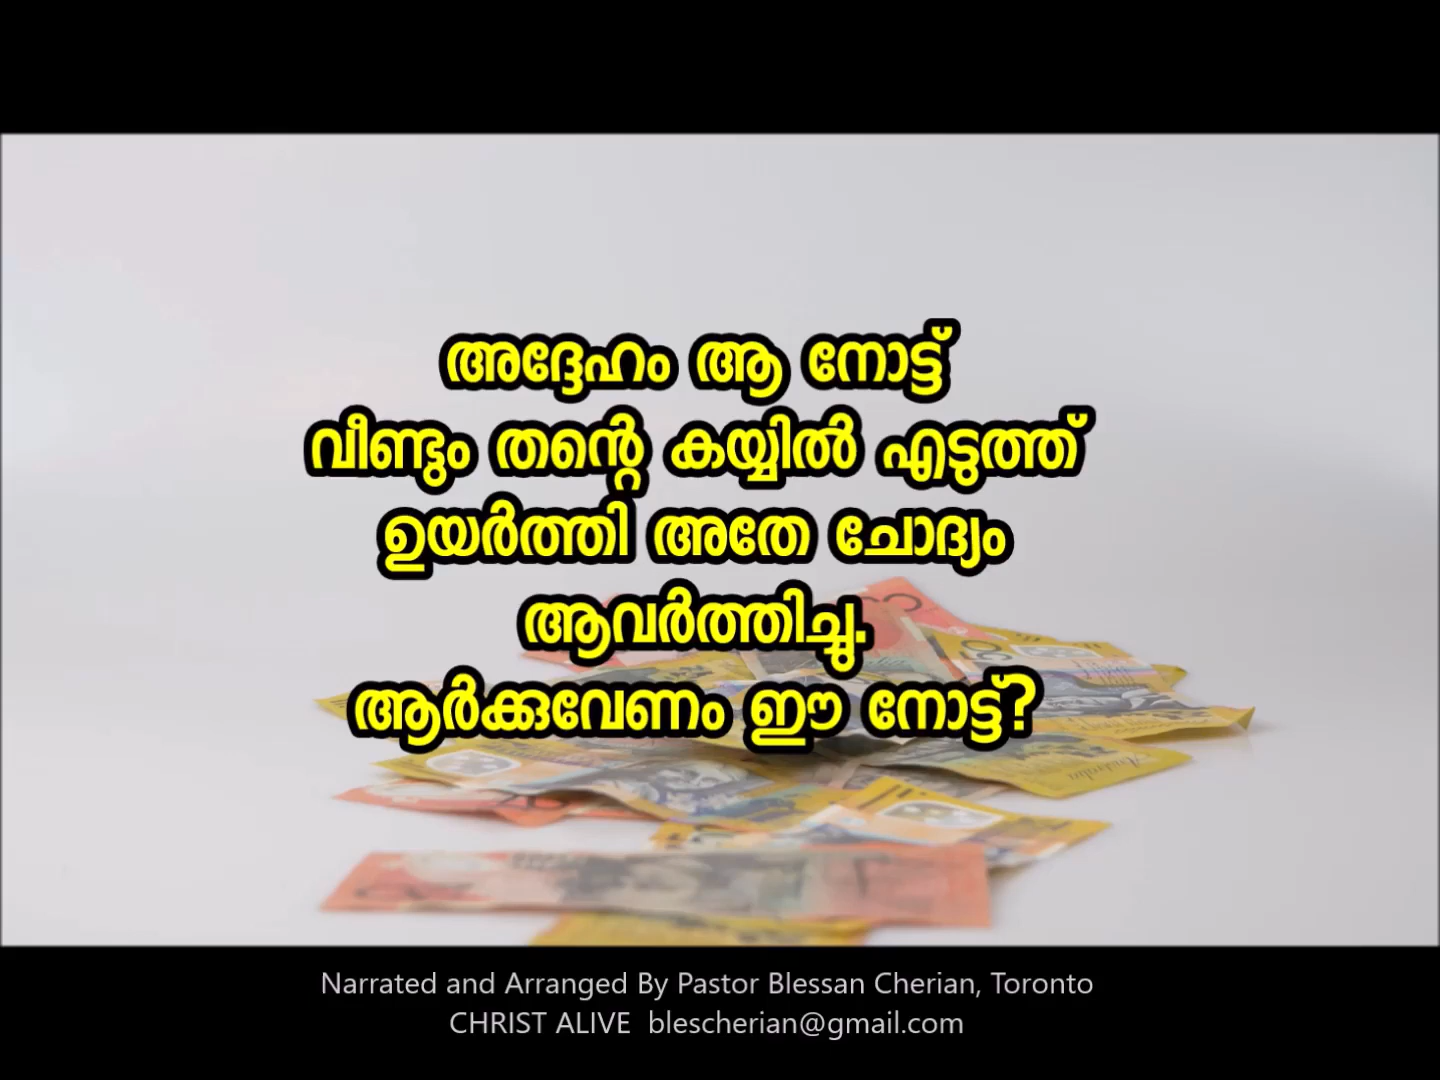 അദ്ദേഹം ആ നോട്ട്
വീണ്ടും തന്റെ കയ്യിൽ എടുത്ത്
ഉയർത്തി അതേ ചോദ്യം
ആവർത്തിച്ചു.
ആർക്കുവേണം ഈ നോട്ട്?
Narrated and Arranged By Pastor Blessan Cherian, Toronto
CHRIST ALIVE blescherian@gmail.com